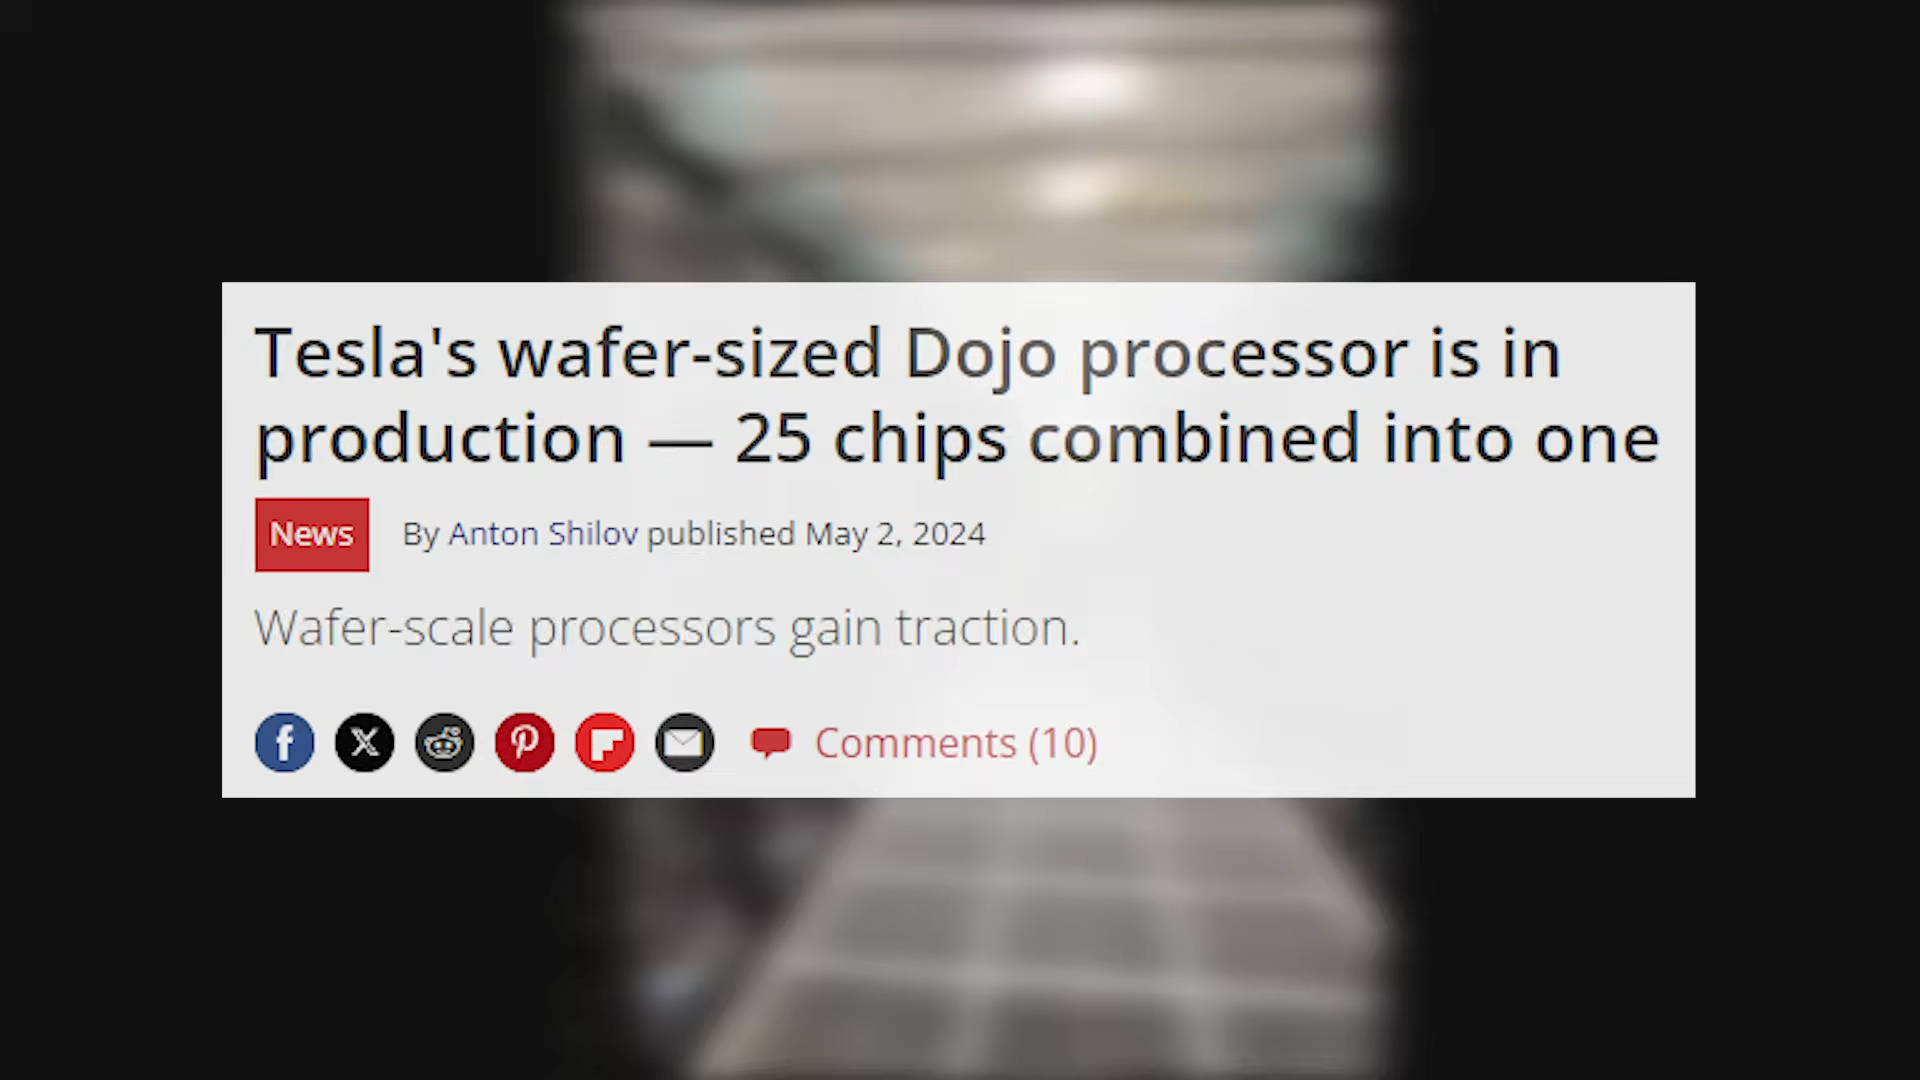 Tesla's wafer-sized Dojo processor is in
production — 25 chips combined into one
News By Anton Shilov published May 2, 2024
Wafer-scale processors gain traction.
Comments (10)